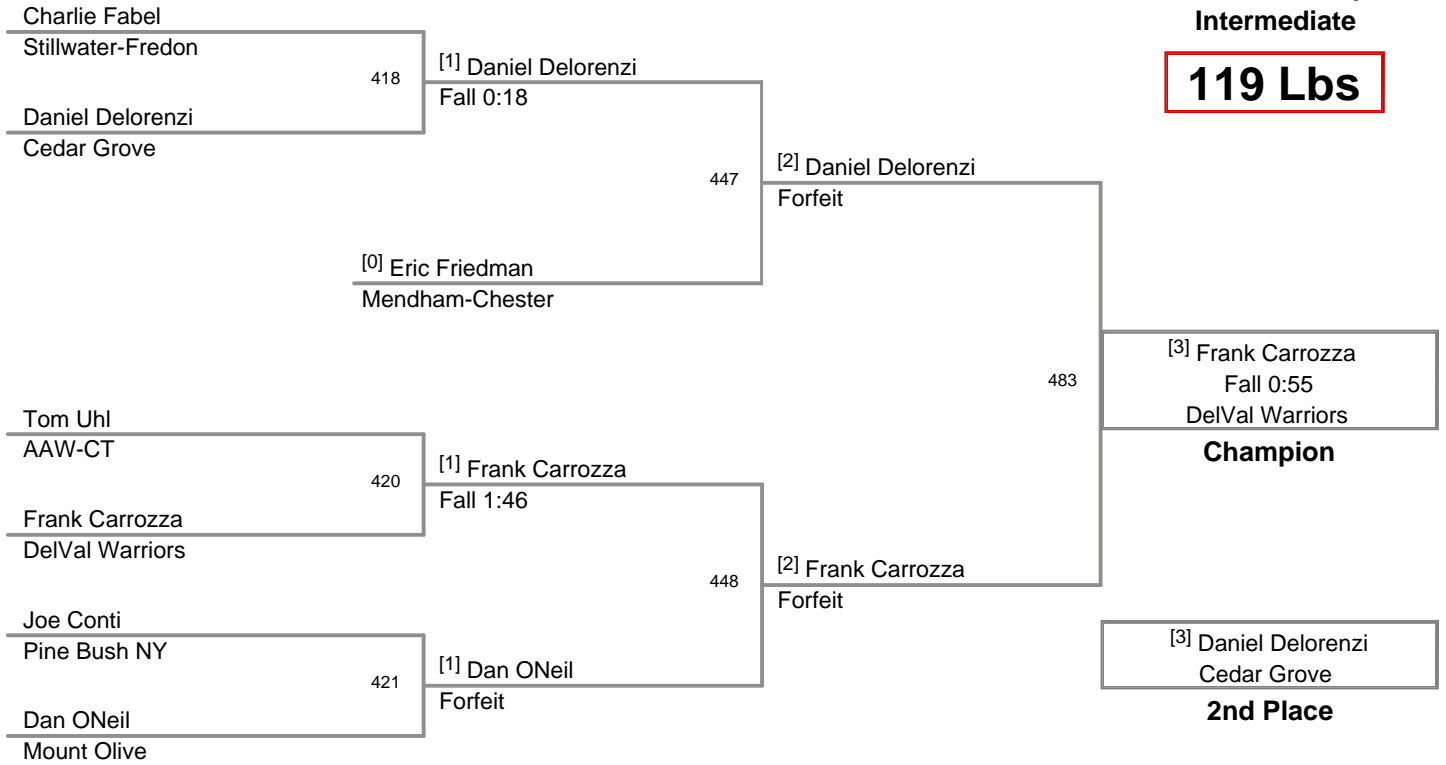 Intermediate
119 Lbs
Charlie Fabel
Stillwater-Fredon
418
[1] Daniel Delorenzi
Fall 0:18
Daniel Delorenzi
Cedar Grove
447
[2] Daniel Delorenzi
Forfeit
[0] Eric Friedman
Mendham-Chester
483
[3] Frank Carrozza
Fall 0:55
DelVal Warriors
Champion
Tom Uhl
AAW-CT
420
[1] Frank Carrozza
Fall 1:46
Frank Carrozza
DelVal Warriors
448
[2] Frank Carrozza
Forfeit
Joe Conti
Pine Bush NY
421
[1] Dan ONeil
Forfeit
Dan ONeil
Mount Olive
[3] Daniel Delorenzi
Cedar Grove
2nd Place